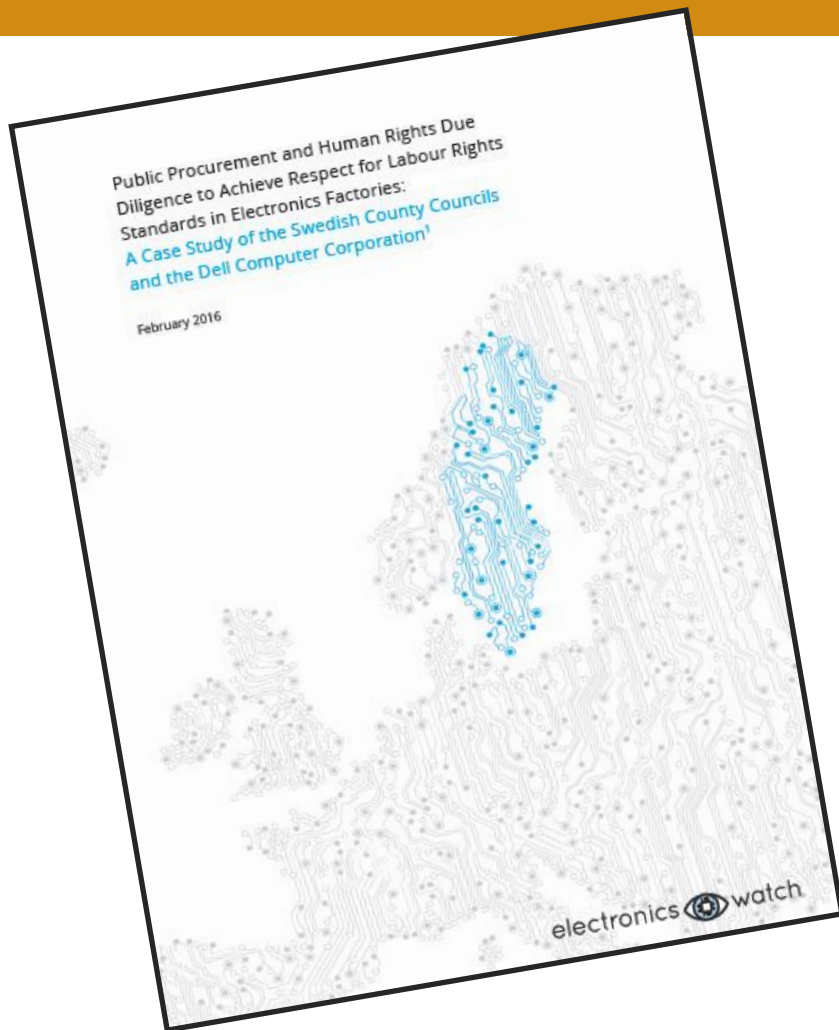 Public Procurement and Human Rights Due
Diligence to Achieve Respect for Labour Rights
Standards in Electronics Factories:
A Case Study of the Swedish County Councils
and the Dell Computer Corporation¹
February 2016
electronics watch